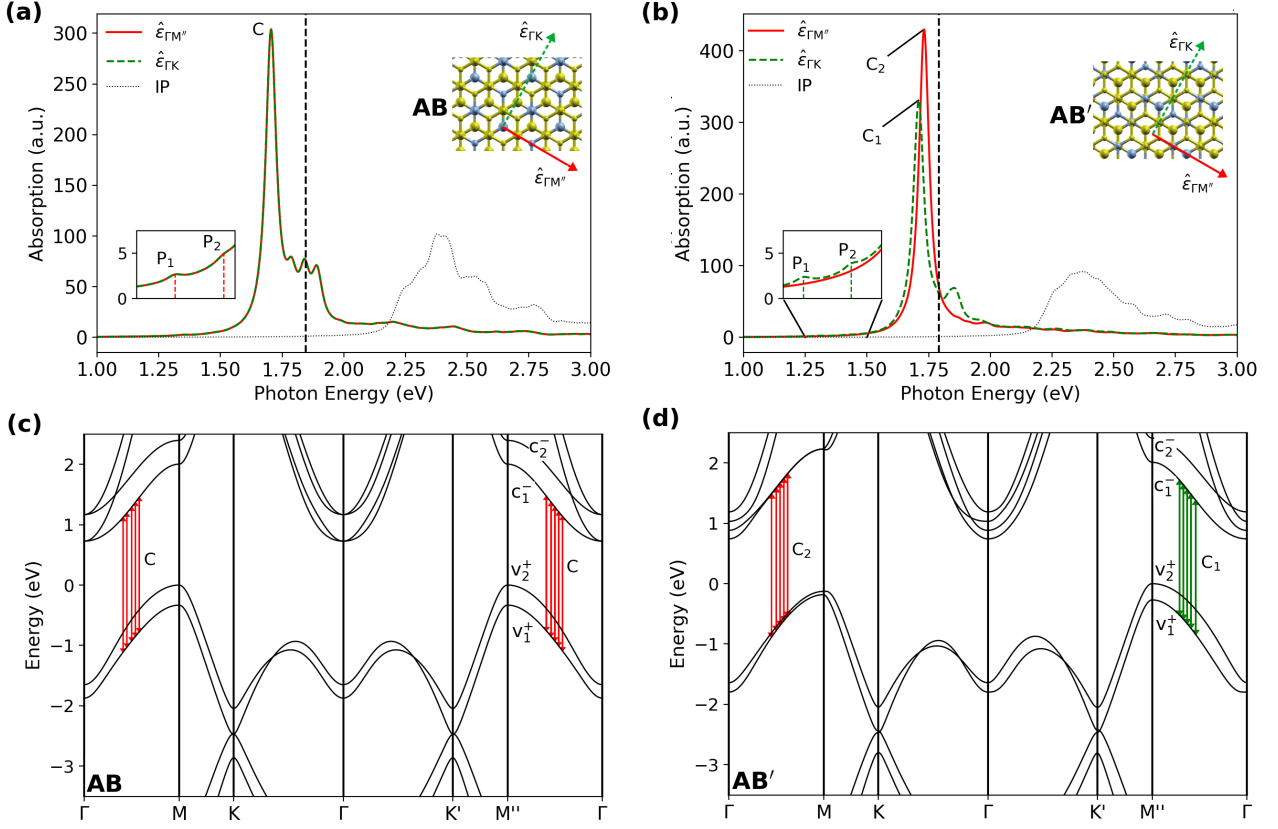 (a)
300
250
200
150
100
50
0
Absorption (a.u.)
ε̂ΓM″
ε̂ΓK
IP
C
AB
ε̂ΓK
ε̂ΓM″
5
0
P₁
P₂
1.00 1.25 1.50 1.75 2.00 2.25 2.50 2.75 3.00
Photon Energy (eV)
(b)
400
300
200
100
0
Absorption (a.u.)
ε̂ΓM″
ε̂ΓK
IP
C₂
C₁
AB′
ε̂ΓK
ε̂ΓM″
5
0
P₁
P₂
1.00 1.25 1.50 1.75 2.00 2.25 2.50 2.75 3.00
Photon Energy (eV)
(c)
2
1
0
−1
−2
−3
Energy (eV)
c₂⁻
c₁⁻
C
C
v₂⁺
v₁⁺
AB
Γ M K Γ K' M'' Γ
(d)
2
1
0
−1
−2
−3
Energy (eV)
c₂⁻
c₁⁻
C₂
C₁
v₂⁺
v₁⁺
AB′
Γ M K Γ K' M'' Γ